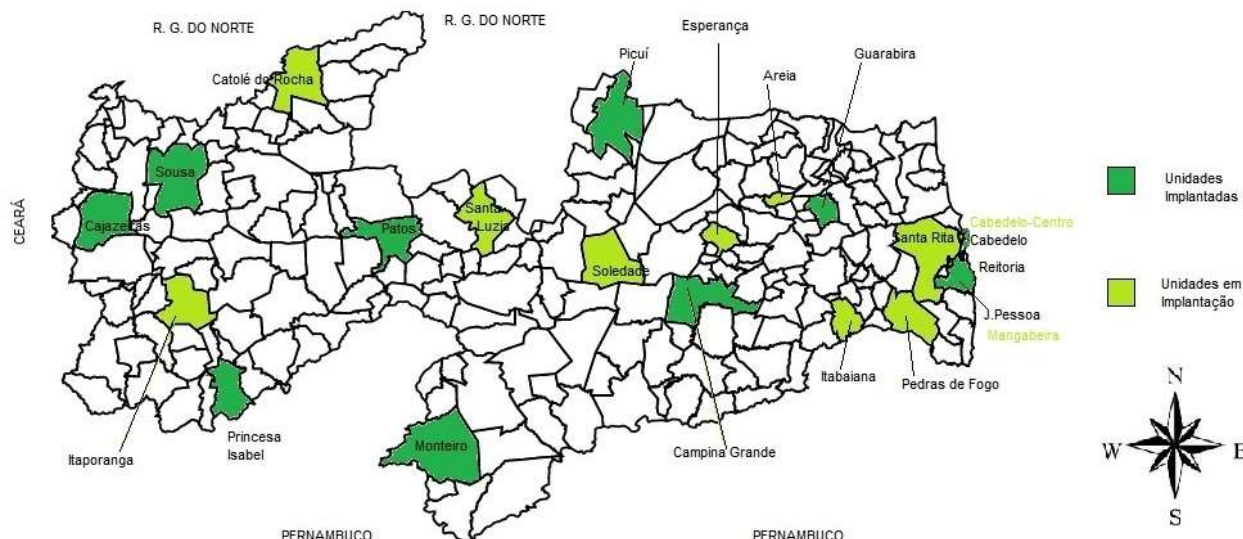 R. G. DO NORTE
R. G. DO NORTE
Esperança
Picuí
Guarabira
Areia
Catolé do Rocha
Sousa
Unidades
Implantadas
CEARÁ
Cajazeiras
Patos
Santa
Luzia
Soledade
Santa Rita
Cabedelo-Centro
Cabedelo
Reitoria
Unidades em
Implantação
J.Pessoa
Mangabeira
Itabaiana
Pedras de Fogo
Itaporanga
Princesa
Isabel
Monteiro
Campina Grande
N
W
E
S
PERNAMBUCO
PERNAMBUCO